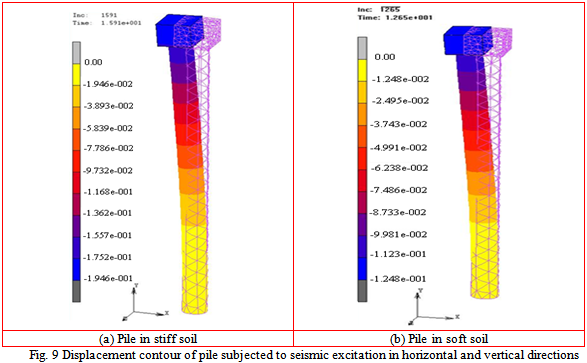 Inc: 1591
Time: 1.591e+001
0.00
-1.946e-002
-3.893e-002
-5.839e-002
-7.786e-002
-9.732e-002
-1.168e-001
-1.362e-001
-1.557e-001
-1.752e-001
-1.946e-001
Y
Z
X
Inc: 1265
Time: 1.265e+001
0.00
-1.248e-002
-2.495e-002
-3.743e-002
-4.991e-002
-6.238e-002
-7.486e-002
-8.733e-002
-9.981e-002
-1.123e-001
-1.248e-001
Y
Z
X
(a) Pile in stiff soil
(b) Pile in soft soil
Fig. 9 Displacement contour of pile subjected to seismic excitation in horizontal and vertical directions